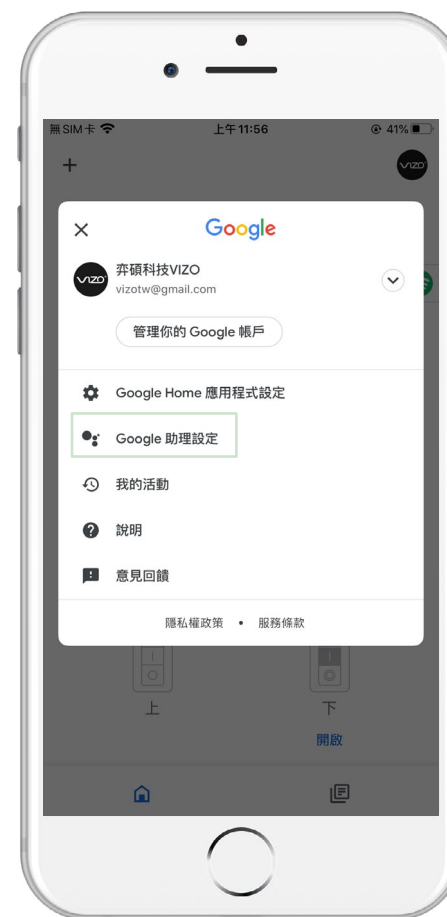 無SIM卡 上午11:56 41%
VIZO
Google
VIZO
弈碩科技VIZO
vizotw@gmail.com
管理你的 Google 帳戶
Google Home 應用程式設定
Google 助理設定
我的活動
說明
意見回饋
隱私權政策 • 服務條款
上 下
開啟